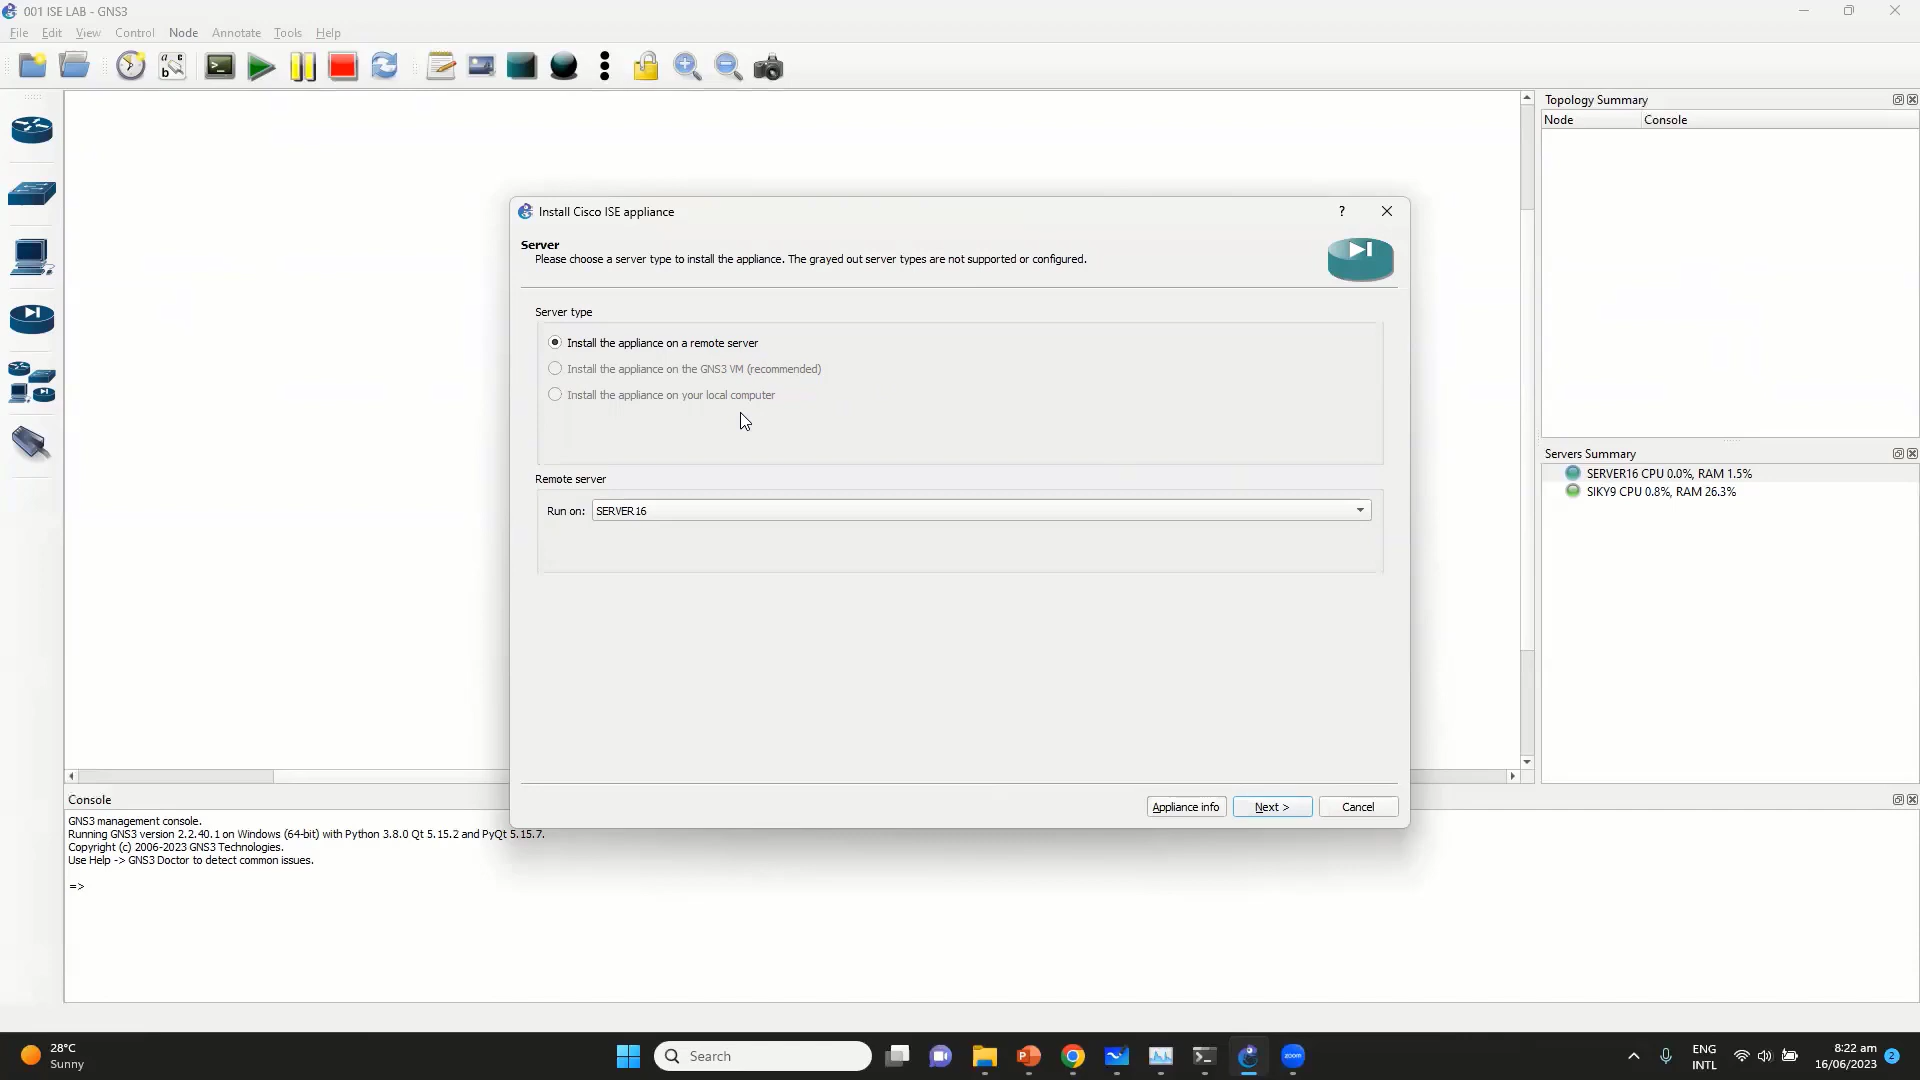 001 ISE LAB - GNS3
File Edit View Control Node Annotate Tools Help
Topology Summary
Node Console
Install Cisco ISE appliance
?
Server
Please choose a server type to install the appliance. The grayed out server types are not supported or configured.
Server type
Install the appliance on a remote server
Install the appliance on the GNS3 VM (recommended)
Install the appliance on your local computer
Remote server
Run on: SERVER16
Servers Summary
SERVER16 CPU 0.0%, RAM 1.5%
SIKY9 CPU 0.8%, RAM 26.3%
Appliance info Next > Cancel
Console
GNS3 management console.
Running GNS3 version 2.2.40.1 on Windows (64-bit) with Python 3.8.0 Qt 5.15.2 and PyQt 5.15.7.
Copyright (c) 2006-2023 GNS3 Technologies.
Use Help -> GNS3 Doctor to detect common issues.
=>
28°C
Sunny
Search
zoom
ENG
INTL
8:22 am
16/06/2023
2